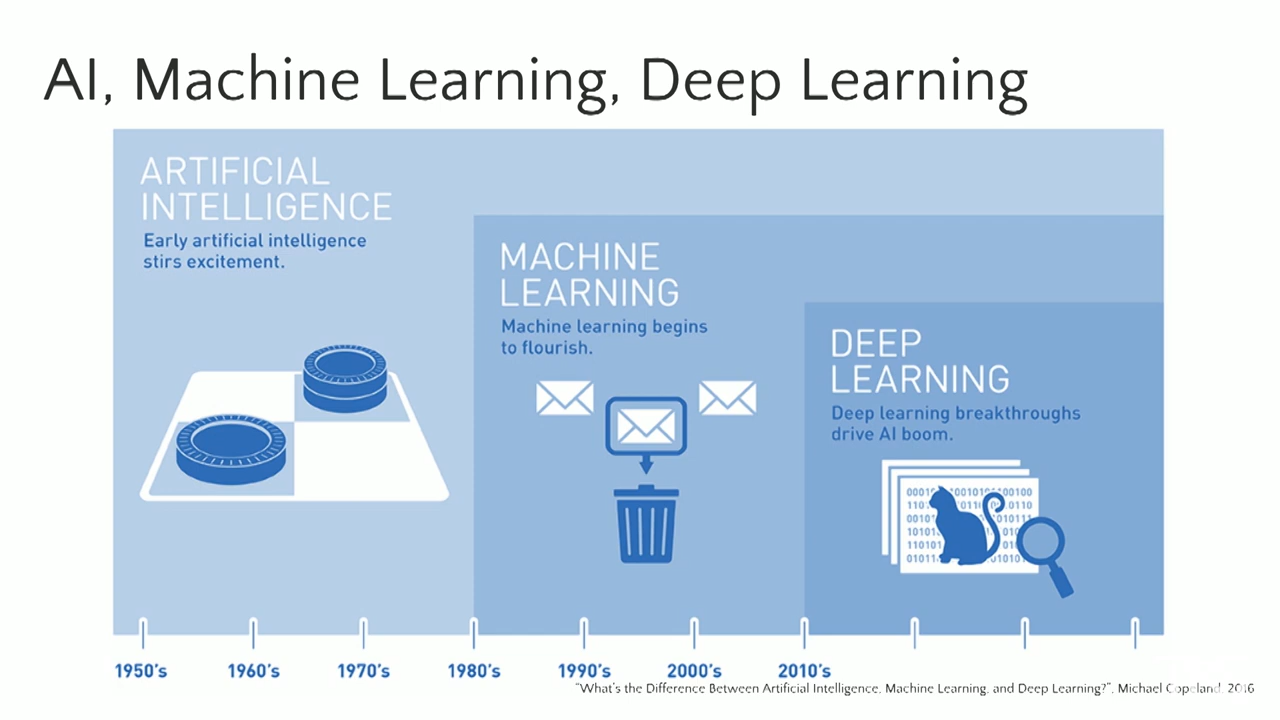 AI, Machine Learning, Deep Learning
ARTIFICIAL
INTELLIGENCE
Early artificial intelligence
stirs excitement.
MACHINE
LEARNING
Machine learning begins
to flourish.
DEEP
LEARNING
Deep learning breakthroughs
drive AI boom.
1950's 1960's 1970's 1980's 1990's 2000's 2010's
"What's the Difference Between Artificial Intelligence, Machine Learning, and Deep Learning?", Michael Copeland, 2016